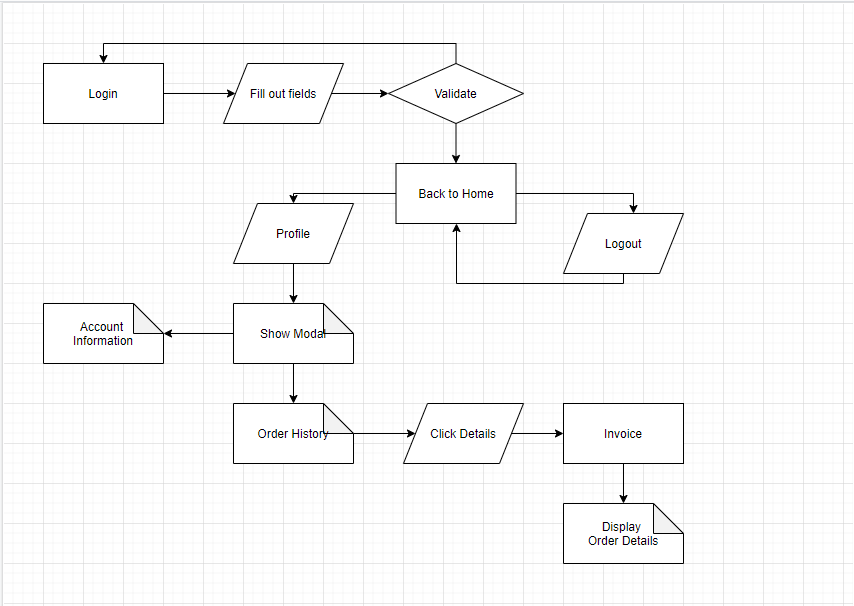 Login
Fill out fields
Validate
Back to Home
Profile
Logout
Account
Information
Show Modal
Order History
Click Details
Invoice
Display
Order Details